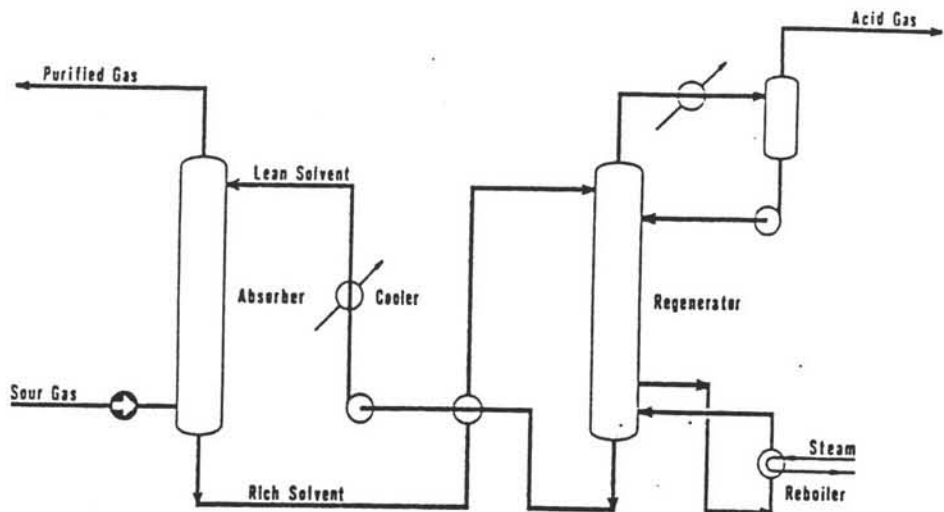 Acid Gas
Purified Gas
Lean Solvent
Absorber
Cooler
Regenerator
Sour Gas
Steam
Reboiler
Rich Solvent